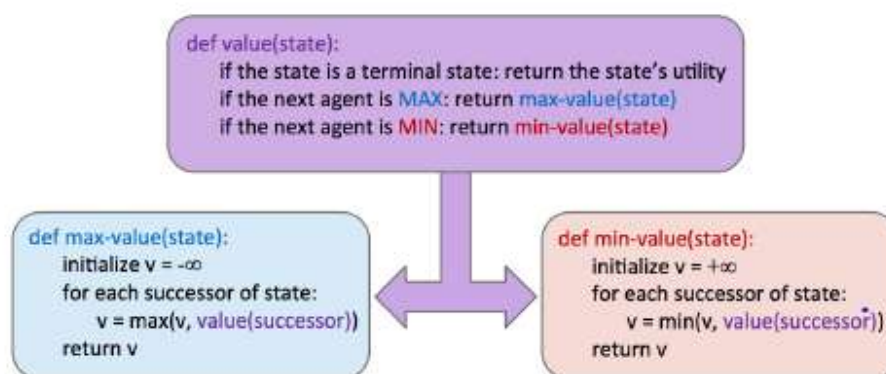 def value(state):
if the state is a terminal state: return the state's utility
if the next agent is MAX: return max-value(state)
if the next agent is MIN: return min-value(state)
def max-value(state):
initialize v = -∞
for each successor of state:
v = max(v, value(successor))
return v
def min-value(state):
initialize v = +∞
for each successor of state:
v = min(v, value(successor))
return v